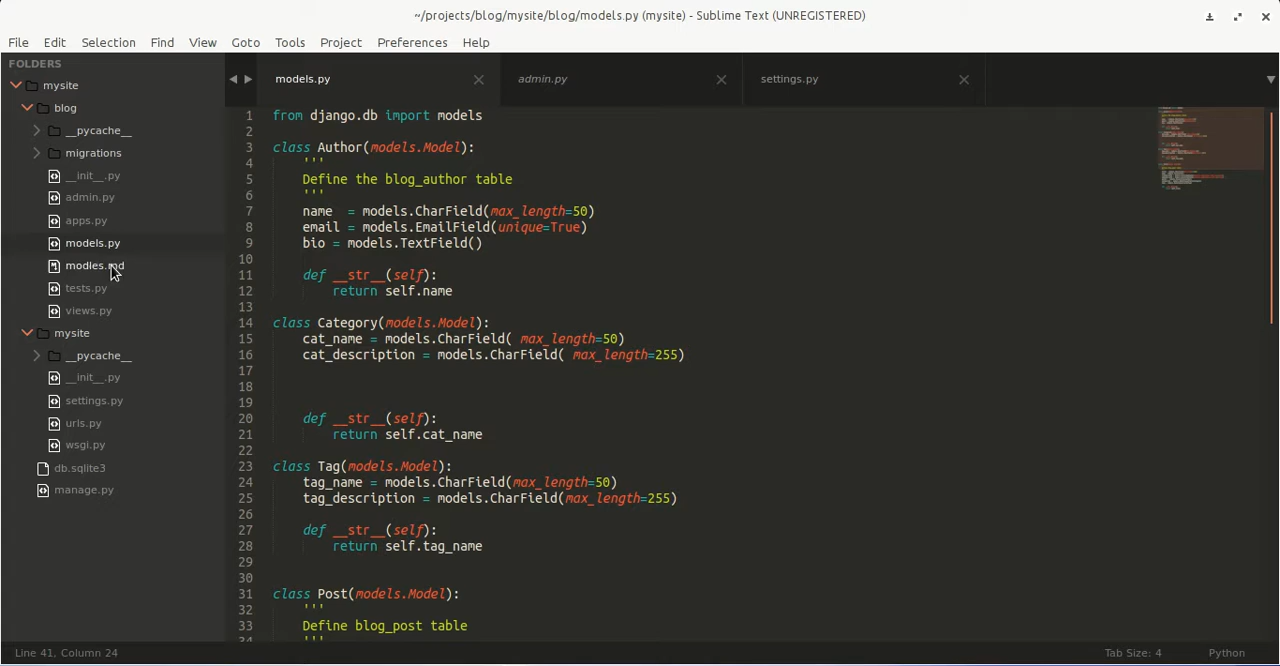 ~/projects/blog/mysite/blog/models.py (mysite) - Sublime Text (UNREGISTERED)
File Edit Selection Find View Goto Tools Project Preferences Help
FOLDERS
mysite
blog
__pycache__
migrations
__init__.py
admin.py
apps.py
models.py
modles.md
tests.py
views.py
mysite
__pycache__
__init__.py
settings.py
urls.py
wsgi.py
db.sqlite3
manage.py
models.py admin.py settings.py
1 from django.db import models
2
3 class Author(models.Model):
4     '''
5     Define the blog_author table
6     '''
7     name  = models.CharField(max_length=50)
8     email = models.EmailField(unique=True)
9     bio = models.TextField()
10
11     def __str__(self):
12         return self.name
13
14 class Category(models.Model):
15     cat_name = models.CharField( max_length=50)
16     cat_description = models.CharField( max_length=255)
17
18
19
20     def __str__(self):
21         return self.cat_name
22
23 class Tag(models.Model):
24     tag_name = models.CharField(max_length=50)
25     tag_description = models.CharField(max_length=255)
26
27     def __str__(self):
28         return self.tag_name
29
30
31 class Post(models.Model):
32     '''
33     Define blog_post table
34     '''
Line 41, Column 24 Tab Size: 4 Python